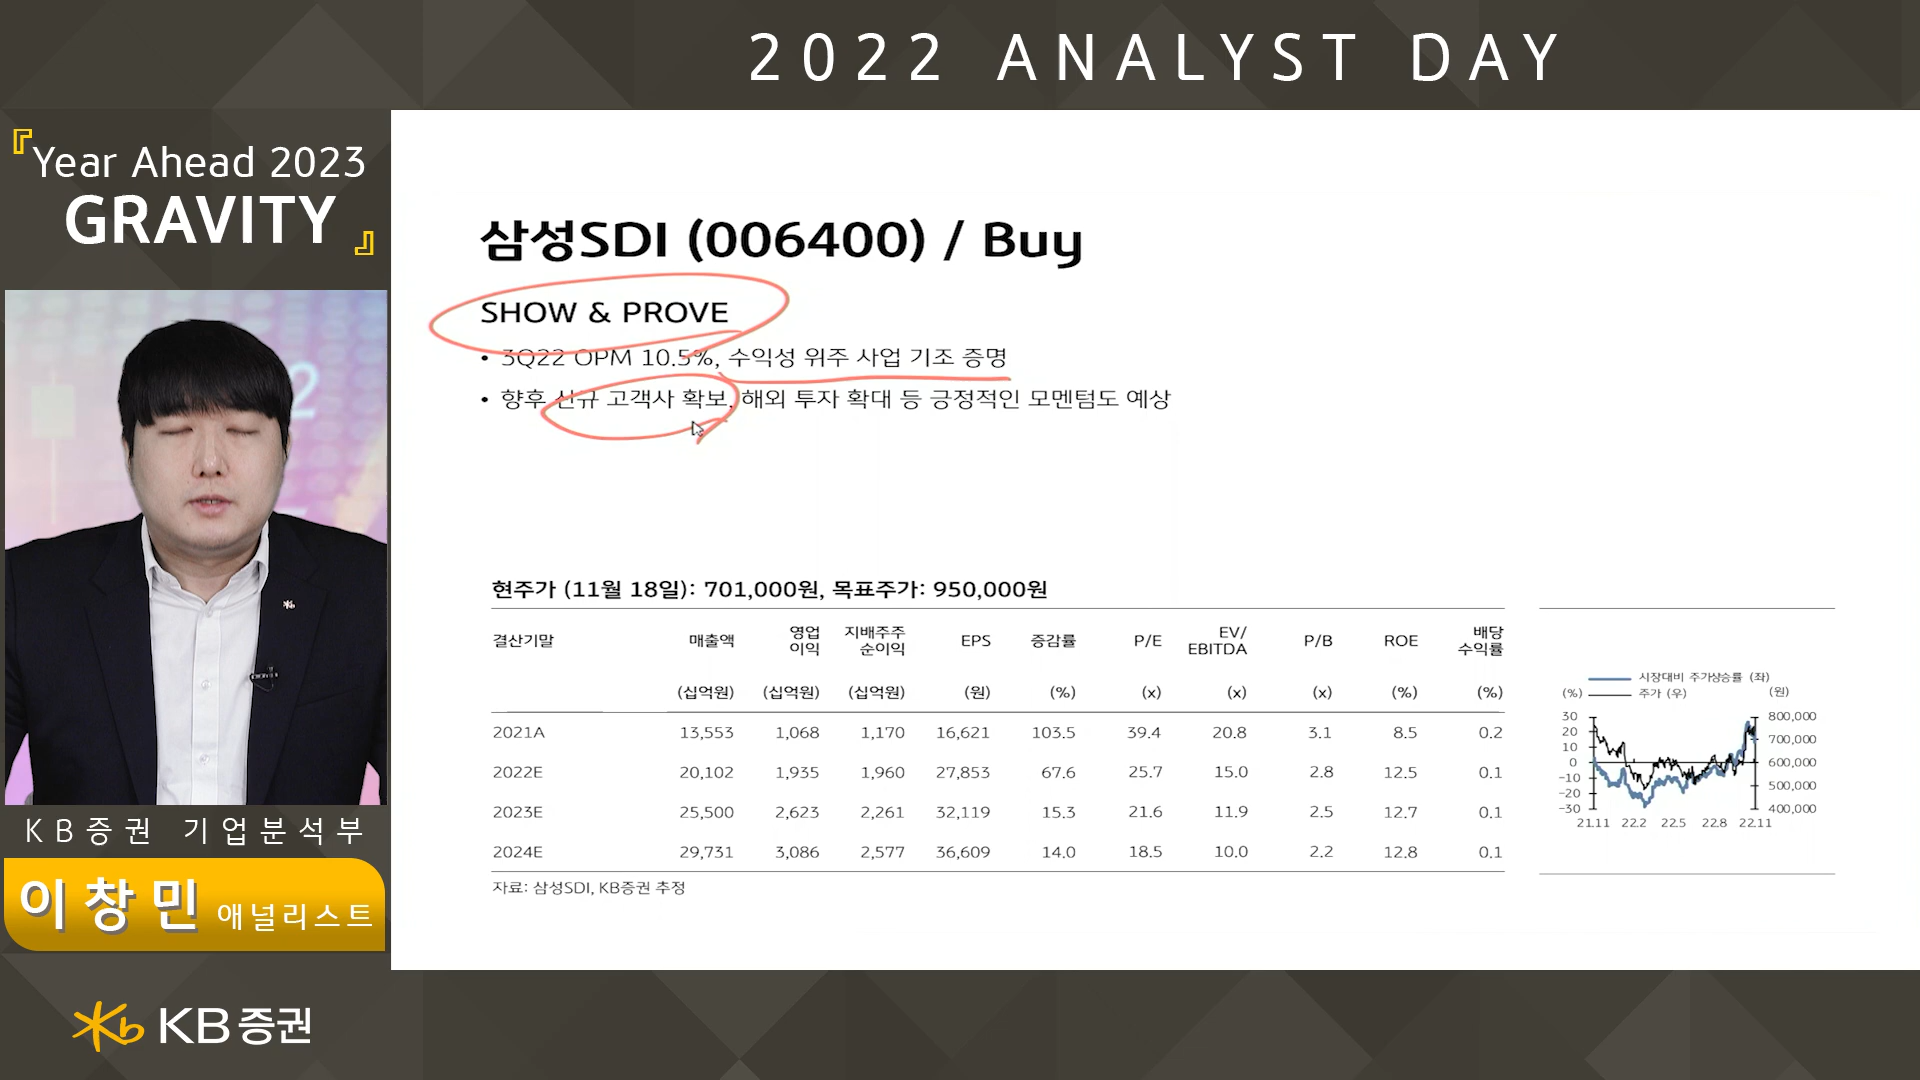 2022 ANALYST DAY
『Year Ahead 2023
GRAVITY』
삼성SDI (006400) / Buy
SHOW & PROVE
• 3Q22 OPM 10.5%, 수익성 위주 사업 기조 증명
• 향후 신규 고객사 확보, 해외 투자 확대 등 긍정적인 모멘텀도 예상
현주가 (11월 18일): 701,000원, 목표주가: 950,000원
결산기말 매출액 영업이익 지배주주순이익 EPS 증감률 P/E EV/EBITDA P/B ROE 배당수익률
(십억원) (십억원) (십억원) (원) (%) (x) (x) (x) (%) (%)
2021A 13,553 1,068 1,170 16,621 103.5 39.4 20.8 3.1 8.5 0.2
2022E 20,102 1,935 1,960 27,853 67.6 25.7 15.0 2.8 12.5 0.1
2023E 25,500 2,623 2,261 32,119 15.3 21.6 11.9 2.5 12.7 0.1
2024E 29,731 3,086 2,577 36,609 14.0 18.5 10.0 2.2 12.8 0.1
자료: 삼성SDI, KB증권 추정
시장대비 주가상승률 (좌)
(%) 주가 (우) (원)
30 800,000
20 700,000
10
0 600,000
-10 500,000
-20
-30 400,000
21.11 22.2 22.5 22.8 22.11
KB증권 기업분석부
이창민 애널리스트
KB증권